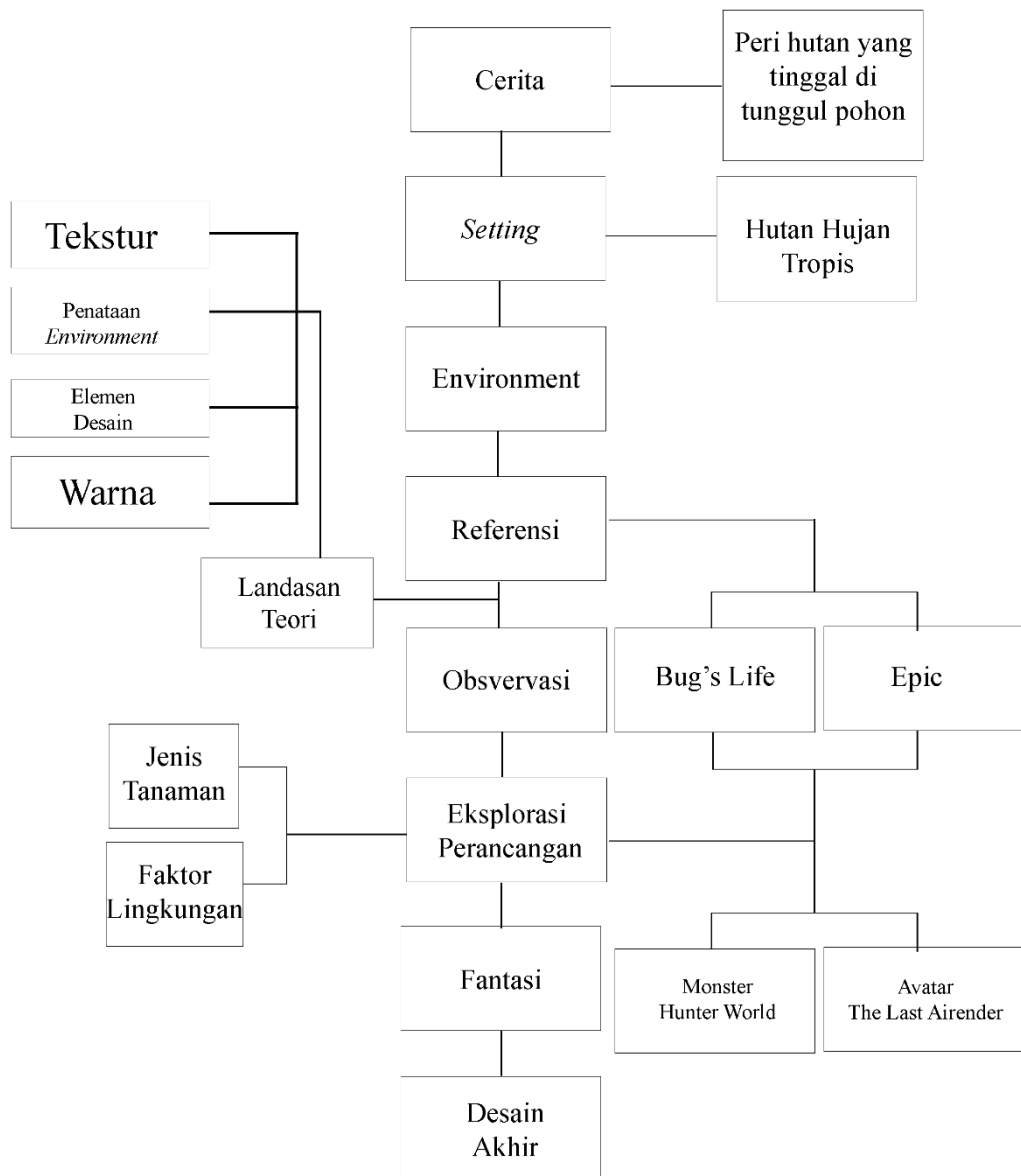 Cerita
Peri hutan yang
tinggal di
tunggul pohon
Setting
Hutan Hujan
Tropis
Tekstur
Penataan
Environment
Elemen
Desain
Warna
Environment
Referensi
Landasan
Teori
Obsvervasi
Bug's Life
Epic
Jenis
Tanaman
Faktor
Lingkungan
Eksplorasi
Perancangan
Fantasi
Monster
Hunter World
Avatar
The Last Airender
Desain
Akhir